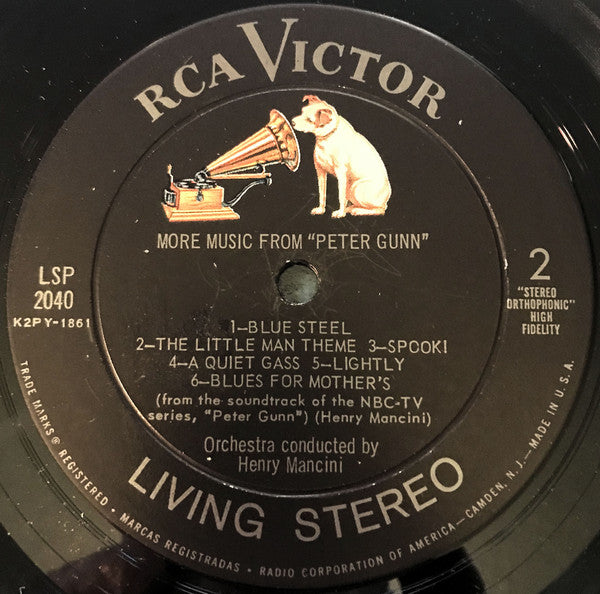 RCA VICTOR
MORE MUSIC FROM "PETER GUNN"
LSP
2040
K2PY-1861
2
"STEREO
ORTHOPHONIC"
HIGH
FIDELITY
1–BLUE STEEL
2–THE LITTLE MAN THEME 3–SPOOK!
4–A QUIET GASS 5–LIGHTLY
6–BLUES FOR MOTHER'S
(from the soundtrack of the NBC-TV
series, "Peter Gunn") (Henry Mancini)
Orchestra conducted by
Henry Mancini
LIVING STEREO
TRADE MARKS ® REGISTERED • MARCAS REGISTRADAS • RADIO CORPORATION OF AMERICA—CAMDEN, N.J.—MADE IN U.S.A.